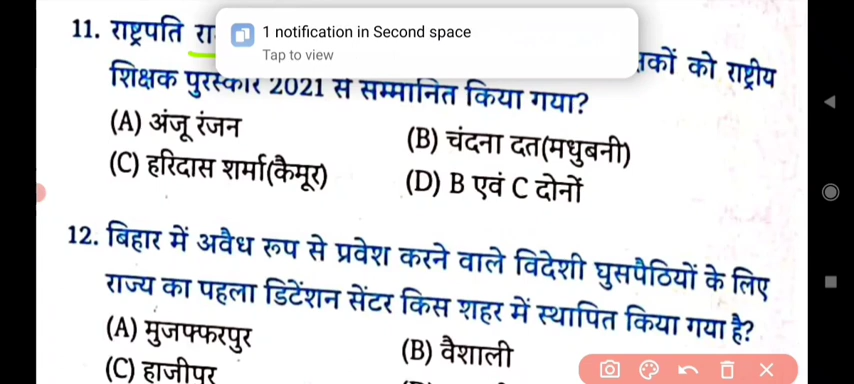 11. राष्ट्रपति
1 notification in Second space
Tap to view
को राष्ट्रीय
शिक्षक पुरस्कार 2021 से सम्मानित किया गया?
(A) अंजू रंजन
(B) चंदना दत(मधुबनी)
(C) हरिदास शर्मा(कैमूर)
(D) B एवं C दोनों
12. बिहार में अवैध रूप से प्रवेश करने वाले विदेशी घुसपैठियों के लिए
राज्य का पहला डिटेंशन सेंटर किस शहर में स्थापित किया गया है?
(A) मुजफ्फरपुर
(B) वैशाली
(C) हाजीपुर